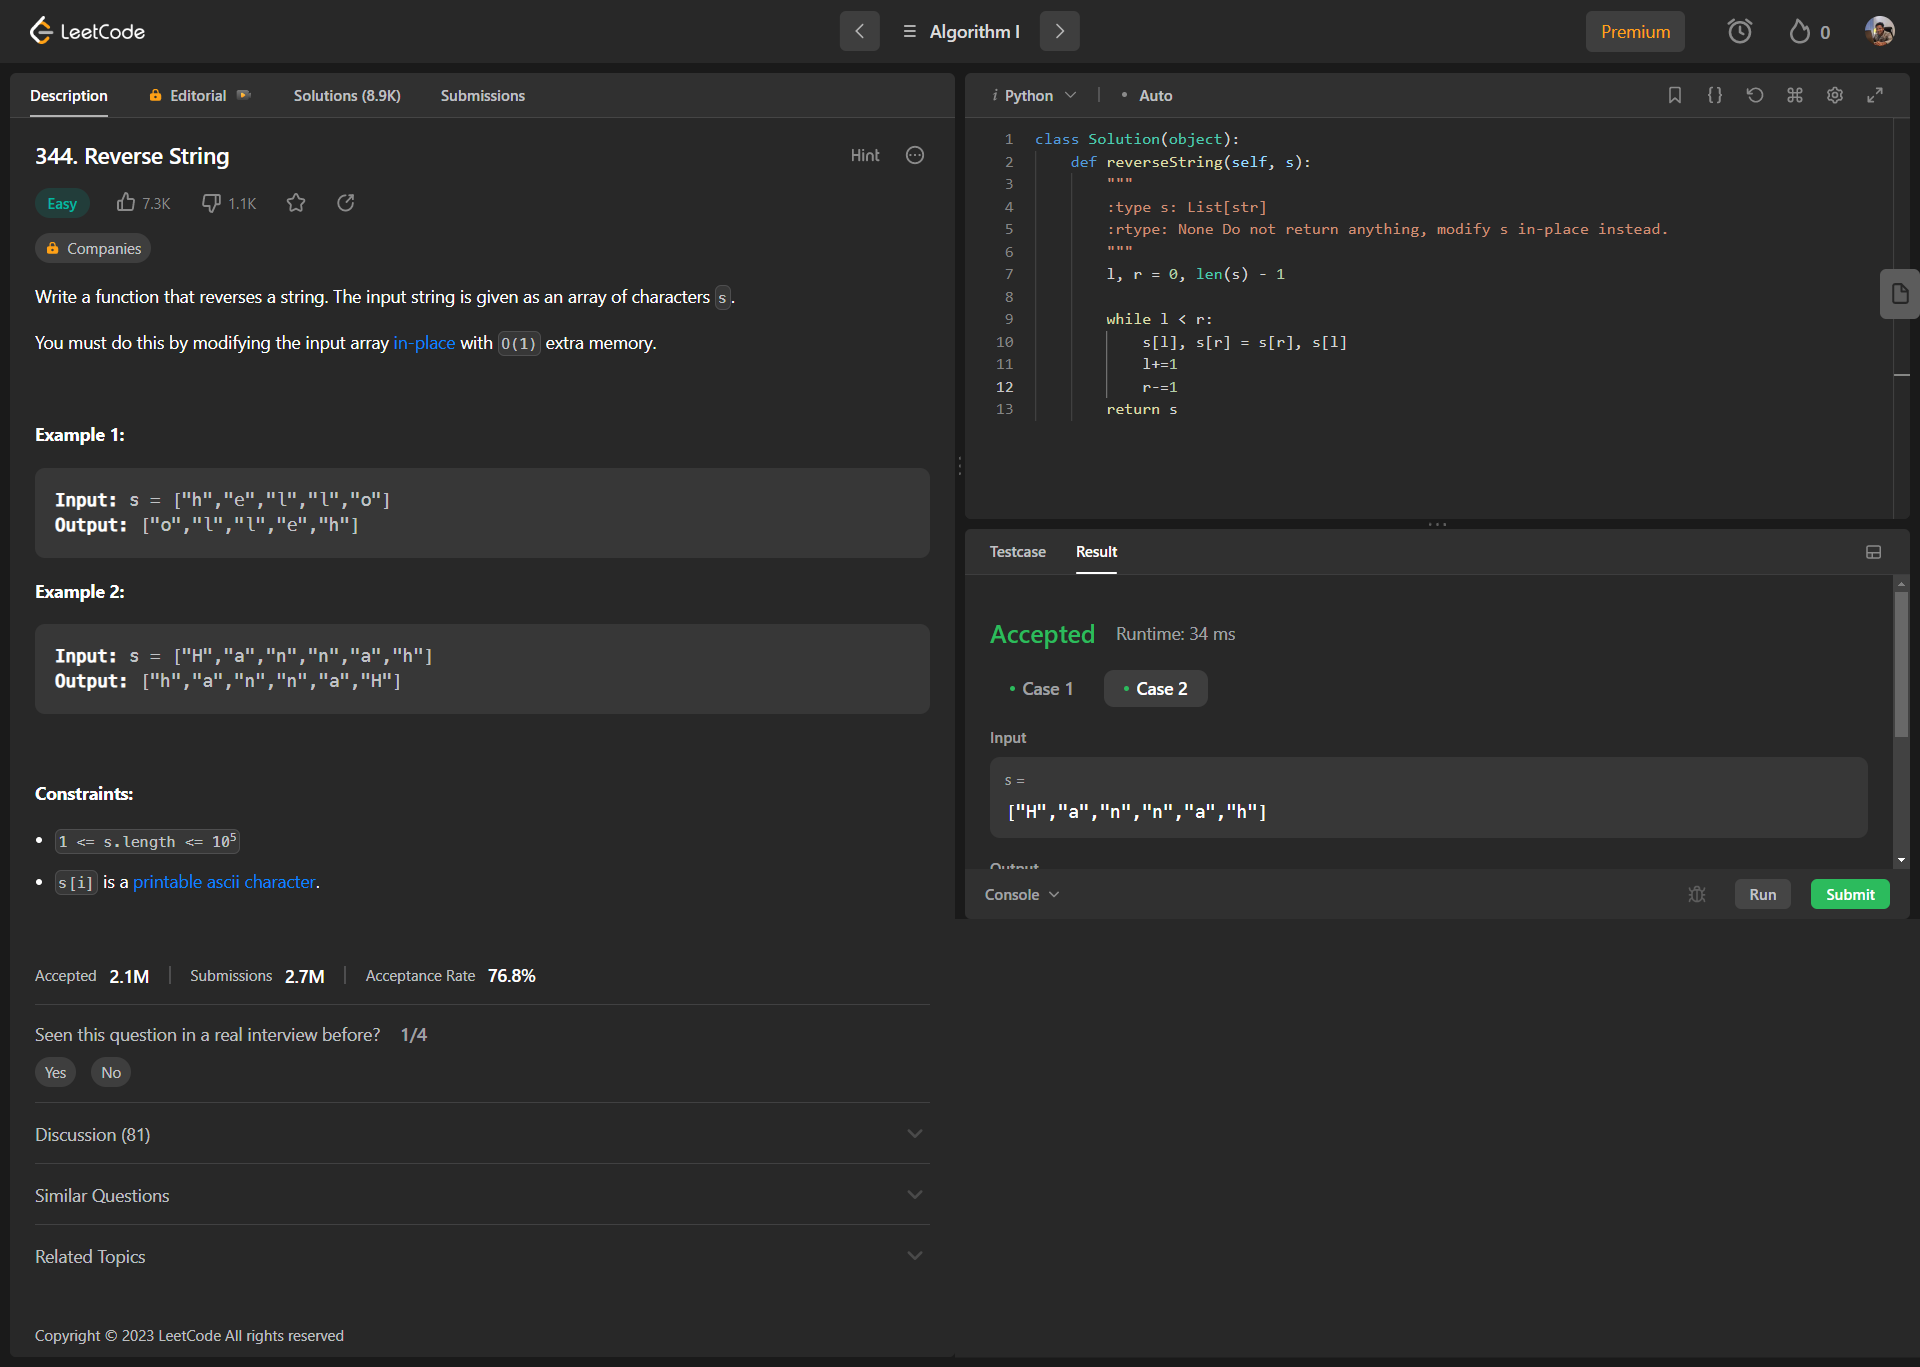 LeetCode
Algorithm I
Premium
0
Description
Editorial
Solutions (8.9K)
Submissions
344. Reverse String
Hint
Easy
7.3K
1.1K
Companies
Write a function that reverses a string. The input string is given as an array of characters s.
You must do this by modifying the input array in-place with O(1) extra memory.
Example 1:
Input: s = ["h","e","l","l","o"]
Output: ["o","l","l","e","h"]
Example 2:
Input: s = ["H","a","n","n","a","h"]
Output: ["h","a","n","n","a","H"]
Constraints:
• 1 <= s.length <= 10⁵
• s[i] is a printable ascii character.
Accepted 2.1M | Submissions 2.7M | Acceptance Rate 76.8%
Seen this question in a real interview before? 1/4
Yes No
Discussion (81)
Similar Questions
Related Topics
Copyright © 2023 LeetCode All rights reserved
i Python | • Auto
1 class Solution(object):
2     def reverseString(self, s):
3         """
4         :type s: List[str]
5         :rtype: None Do not return anything, modify s in-place instead.
6         """
7         l, r = 0, len(s) - 1
8
9         while l < r:
10             s[l], s[r] = s[r], s[l]
11             l+=1
12             r-=1
13         return s
Testcase Result
Accepted Runtime: 34 ms
• Case 1 • Case 2
Input
s =
["H","a","n","n","a","h"]
Output
Console
Run
Submit